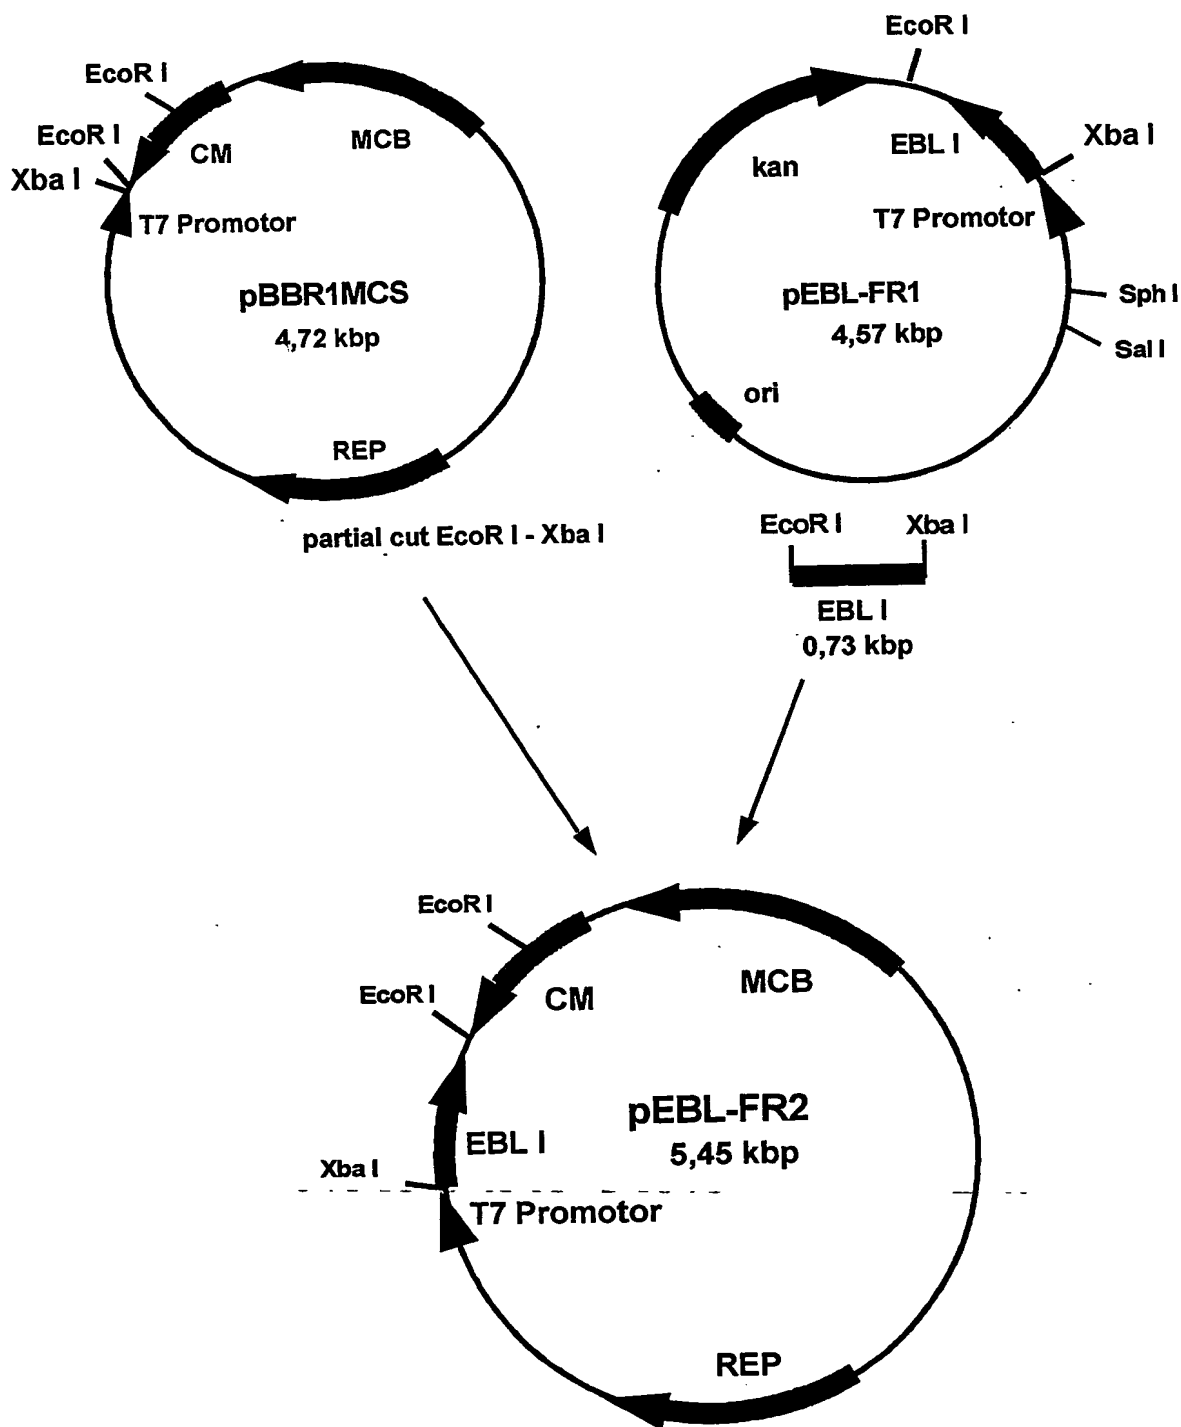 EcoR I
EcoR I
Xba I
CM
MCB
T7 Promotor
pBBR1MCS
4,72 kbp
REP
partial cut EcoR I - Xba I
EcoR I
Xba I
EBL I
kan
T7 Promotor
pEBL-FR1
4,57 kbp
Sph I
Sal I
ori
EcoR I Xba I
EBL I
0,73 kbp
EcoR I
EcoR I
CM
MCB
pEBL-FR2
5,45 kbp
EBL I
Xba I
T7 Promotor
REP